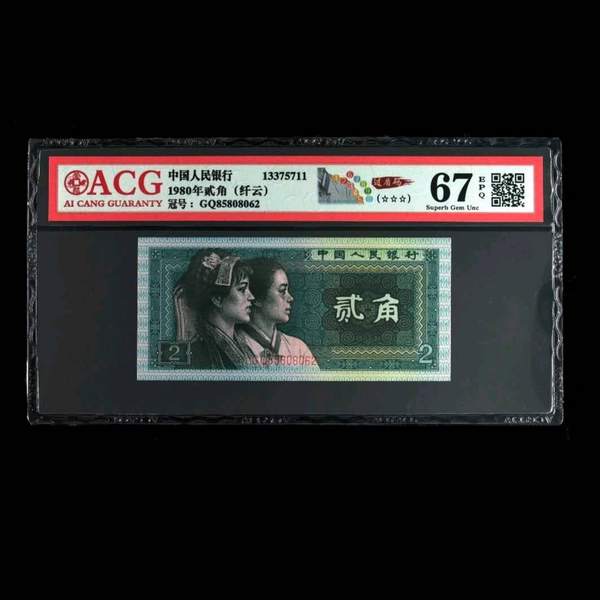 ACG
AI CANG GUARANTY
中国人民银行 13375711
1980年贰角（纤云）
冠号：GQ85808062
(☆☆☆)
67
EPQ
Superb Gem Unc
中国人民银行
贰角
2
GQ85808062
2